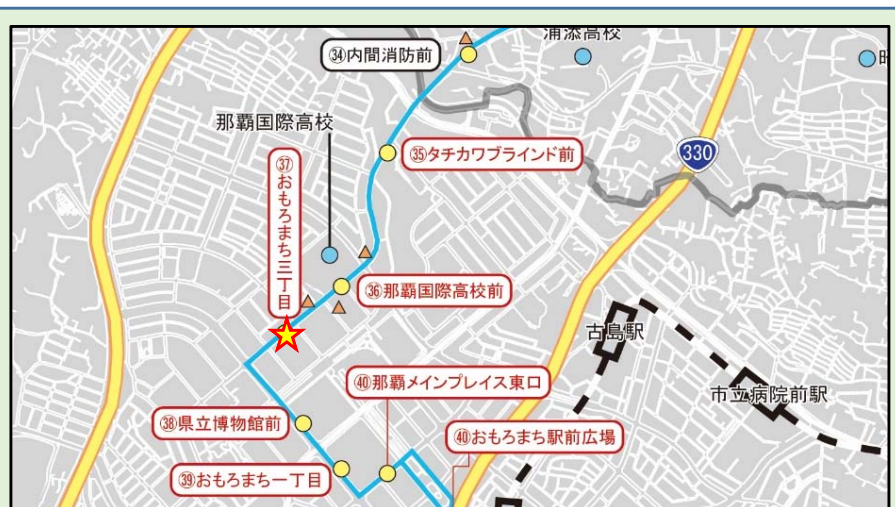 浦添高校
㉞内間消防前
那覇国際高校
㉟タチカワブラインド前
330
㊲おもろまち三丁目
㊱那覇国際高校前
古島駅
㊵那覇メインプレイス東口
市立病院前駅
㊳県立博物館前
㊵おもろまち駅前広場
㊴おもろまち一丁目